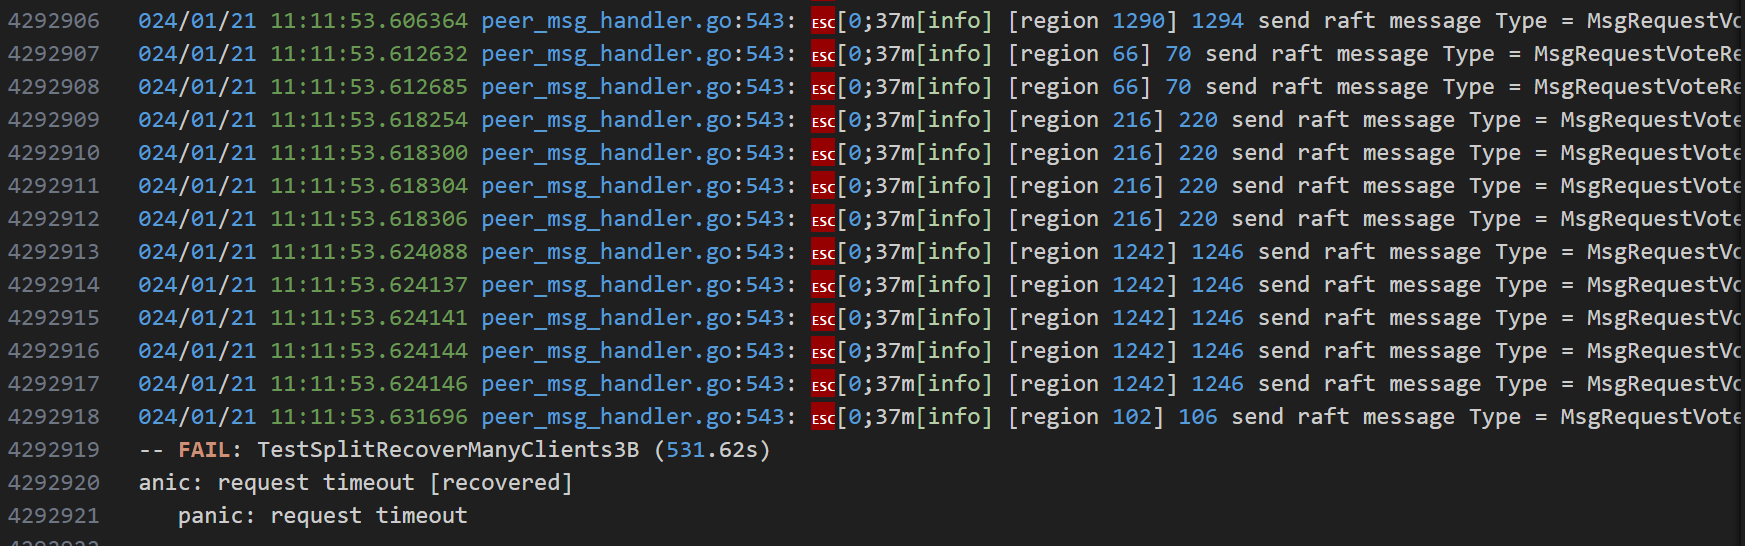 4292906 024/01/21 11:11:53.606364 peer_msg_handler.go:543: ESC[0;37m[info] [region 1290] 1294 send raft message Type = MsgRequestVo
4292907 024/01/21 11:11:53.612632 peer_msg_handler.go:543: ESC[0;37m[info] [region 66] 70 send raft message Type = MsgRequestVoteRe
4292908 024/01/21 11:11:53.612685 peer_msg_handler.go:543: ESC[0;37m[info] [region 66] 70 send raft message Type = MsgRequestVoteRe
4292909 024/01/21 11:11:53.618254 peer_msg_handler.go:543: ESC[0;37m[info] [region 216] 220 send raft message Type = MsgRequestVote
4292910 024/01/21 11:11:53.618300 peer_msg_handler.go:543: ESC[0;37m[info] [region 216] 220 send raft message Type = MsgRequestVote
4292911 024/01/21 11:11:53.618304 peer_msg_handler.go:543: ESC[0;37m[info] [region 216] 220 send raft message Type = MsgRequestVote
4292912 024/01/21 11:11:53.618306 peer_msg_handler.go:543: ESC[0;37m[info] [region 216] 220 send raft message Type = MsgRequestVote
4292913 024/01/21 11:11:53.624088 peer_msg_handler.go:543: ESC[0;37m[info] [region 1242] 1246 send raft message Type = MsgRequestVo
4292914 024/01/21 11:11:53.624137 peer_msg_handler.go:543: ESC[0;37m[info] [region 1242] 1246 send raft message Type = MsgRequestVo
4292915 024/01/21 11:11:53.624141 peer_msg_handler.go:543: ESC[0;37m[info] [region 1242] 1246 send raft message Type = MsgRequestVo
4292916 024/01/21 11:11:53.624144 peer_msg_handler.go:543: ESC[0;37m[info] [region 1242] 1246 send raft message Type = MsgRequestVo
4292917 024/01/21 11:11:53.624146 peer_msg_handler.go:543: ESC[0;37m[info] [region 1242] 1246 send raft message Type = MsgRequestVo
4292918 024/01/21 11:11:53.631696 peer_msg_handler.go:543: ESC[0;37m[info] [region 102] 106 send raft message Type = MsgRequestVote
4292919 -- FAIL: TestSplitRecoverManyClients3B (531.62s)
4292920 anic: request timeout [recovered]
4292921 panic: request timeout